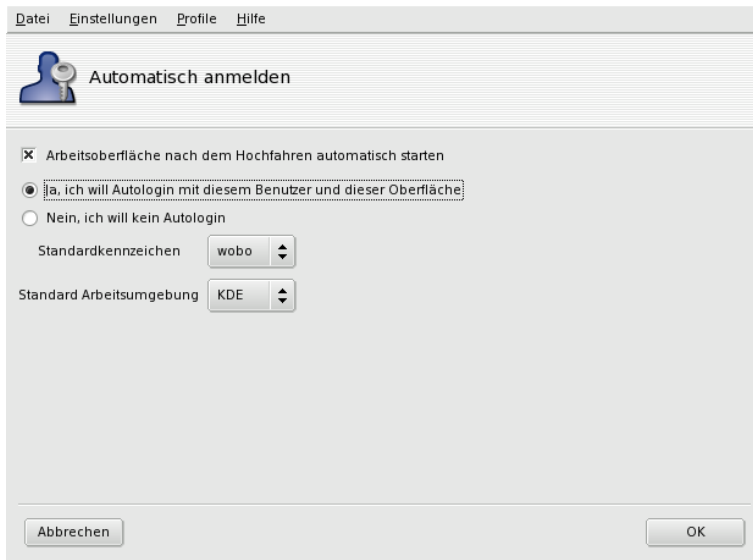 Datei Einstellungen Profile Hilfe
Automatisch anmelden
Arbeitsoberfläche nach dem Hochfahren automatisch starten
Ja, ich will Autologin mit diesem Benutzer und dieser Oberfläche
Nein, ich will kein Autologin
Standardkennzeichen wobo
Standard Arbeitsumgebung KDE
Abbrechen OK